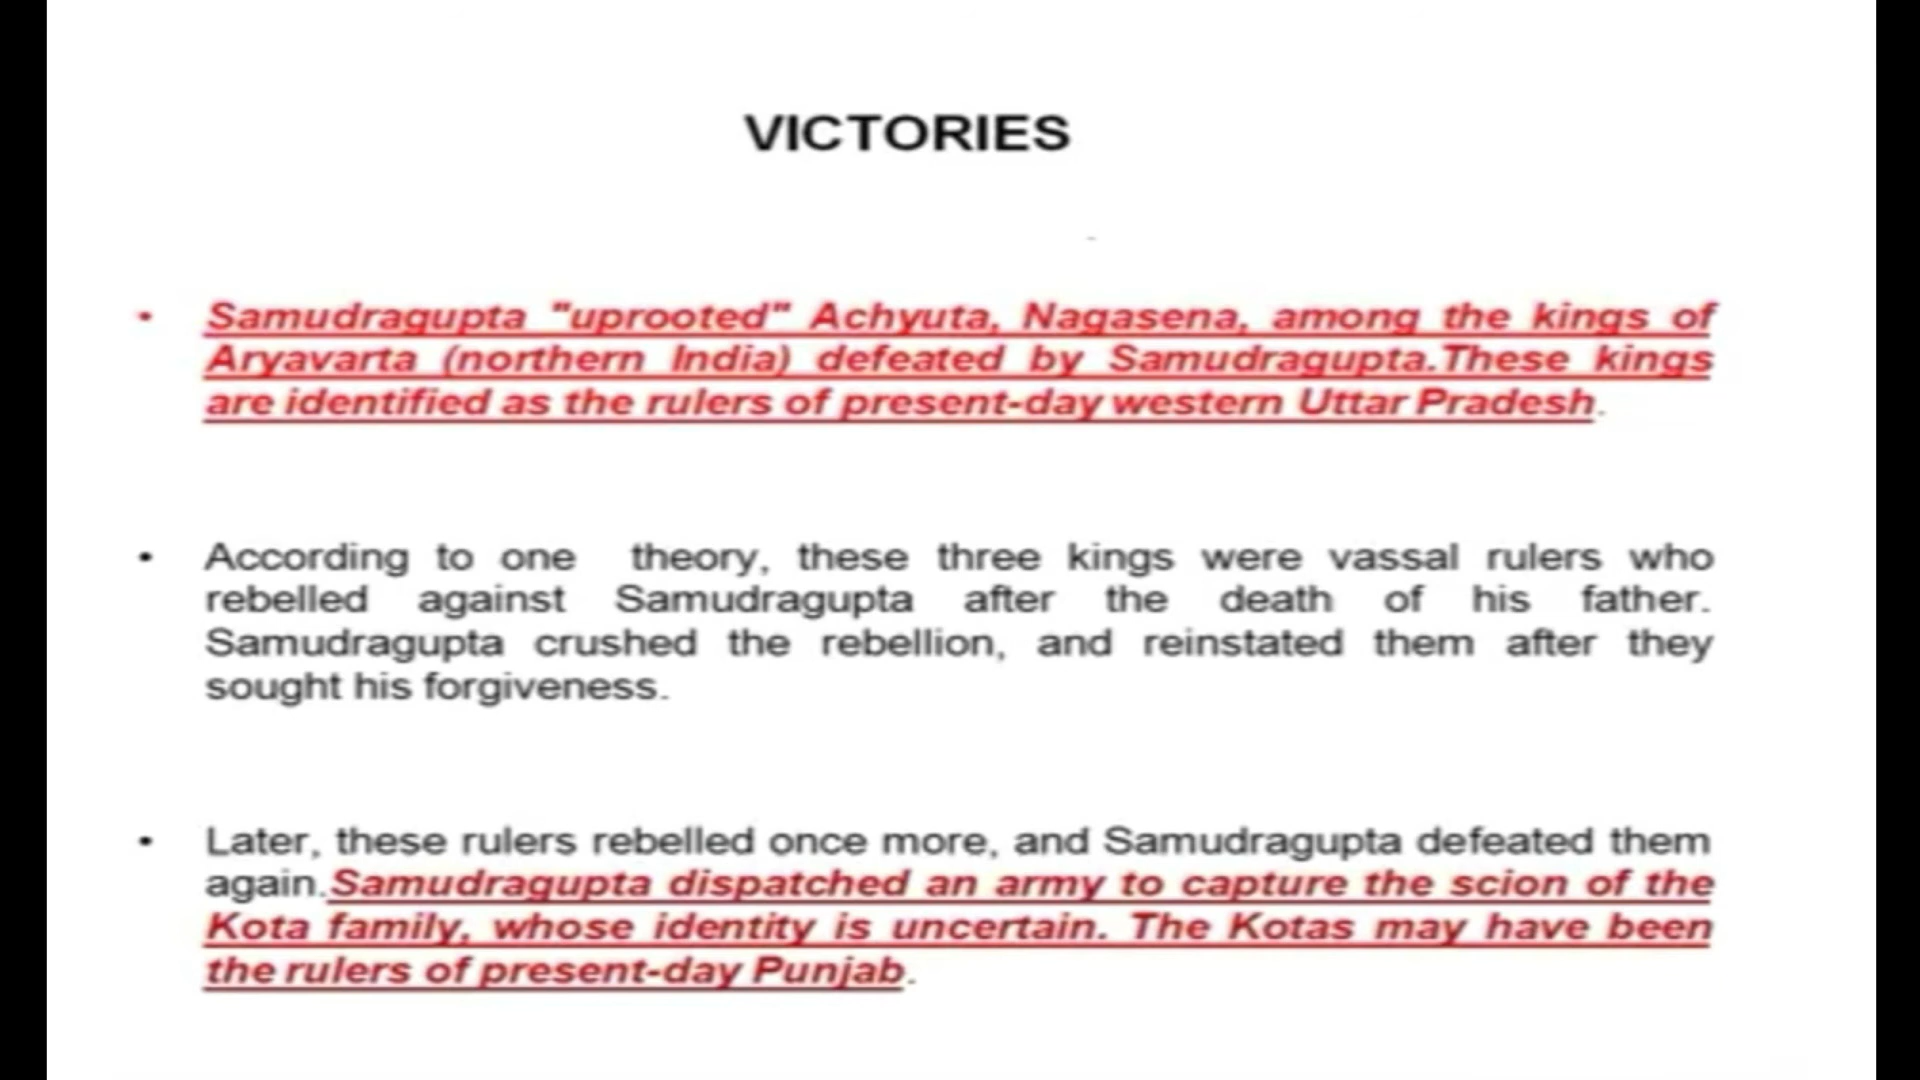 VICTORIES
• Samudragupta "uprooted" Achyuta, Nagasena, among the kings of
Aryavarta (northern India) defeated by Samudragupta.These kings
are identified as the rulers of present-day western Uttar Pradesh.
• According to one theory, these three kings were vassal rulers who
rebelled against Samudragupta after the death of his father.
Samudragupta crushed the rebellion, and reinstated them after they
sought his forgiveness.
• Later, these rulers rebelled once more, and Samudragupta defeated them
again.Samudragupta dispatched an army to capture the scion of the
Kota family, whose identity is uncertain. The Kotas may have been
the rulers of present-day Punjab.